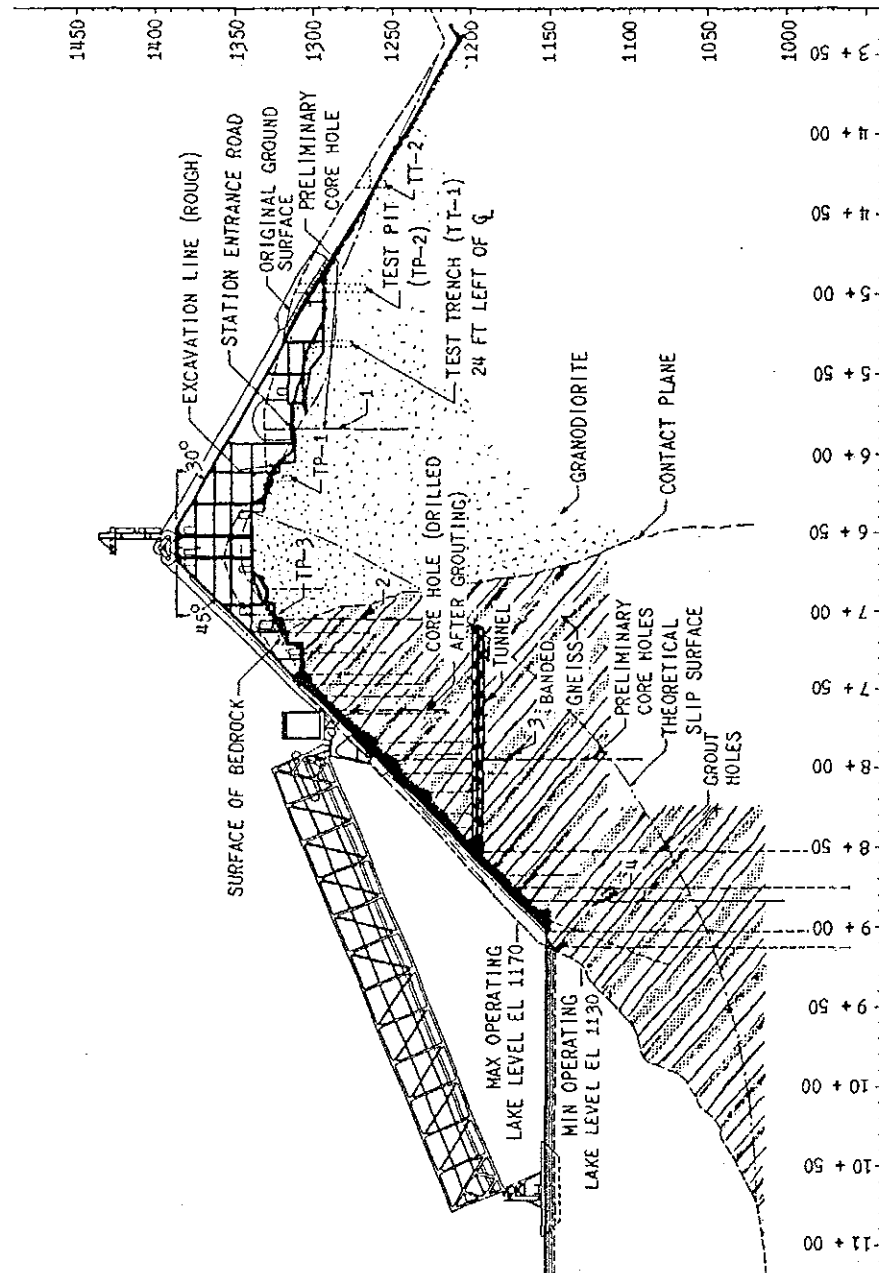 1450
1400
1350
1300
1250
1200
1150
1100
1050
1000
EXCAVATION LINE (ROUGH)
STATION ENTRANCE ROAD
ORIGINAL GROUND
SURFACE
PRELIMINARY
CORE HOLE
TT-2
TEST PIT
(TP-2)
TEST TRENCH (TT-1)
24 FT LEFT OF ℄
30°
45°
TP-1
1
TP-3
2
GRANODIORITE
CONTACT PLANE
SURFACE OF BEDROCK
CORE HOLE (DRILLED
AFTER GROUTING)
TUNNEL
3
BANDED
GNEISS
PRELIMINARY
CORE HOLES
THEORETICAL
SLIP SURFACE
GROUT
HOLES
4
MAX OPERATING
LAKE LEVEL EL 1170
MIN OPERATING
LAKE LEVEL EL 1130
3 + 50
4 + 00
4 + 50
5 + 00
5 + 50
6 + 00
6 + 50
7 + 00
7 + 50
8 + 00
8 + 50
9 + 00
9 + 50
10 + 00
10 + 50
11 + 00